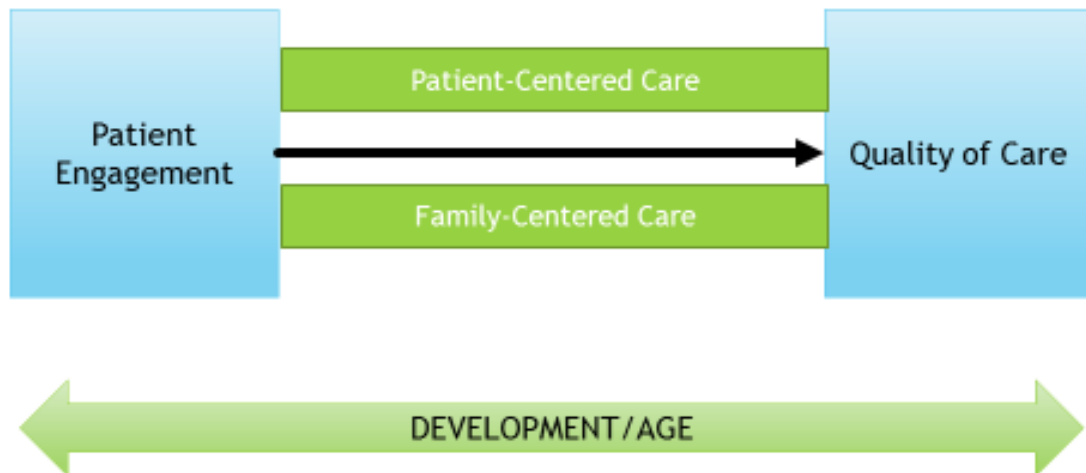 Patient-Centered Care
Patient
Engagement
Quality of Care
Family-Centered Care
DEVELOPMENT/AGE